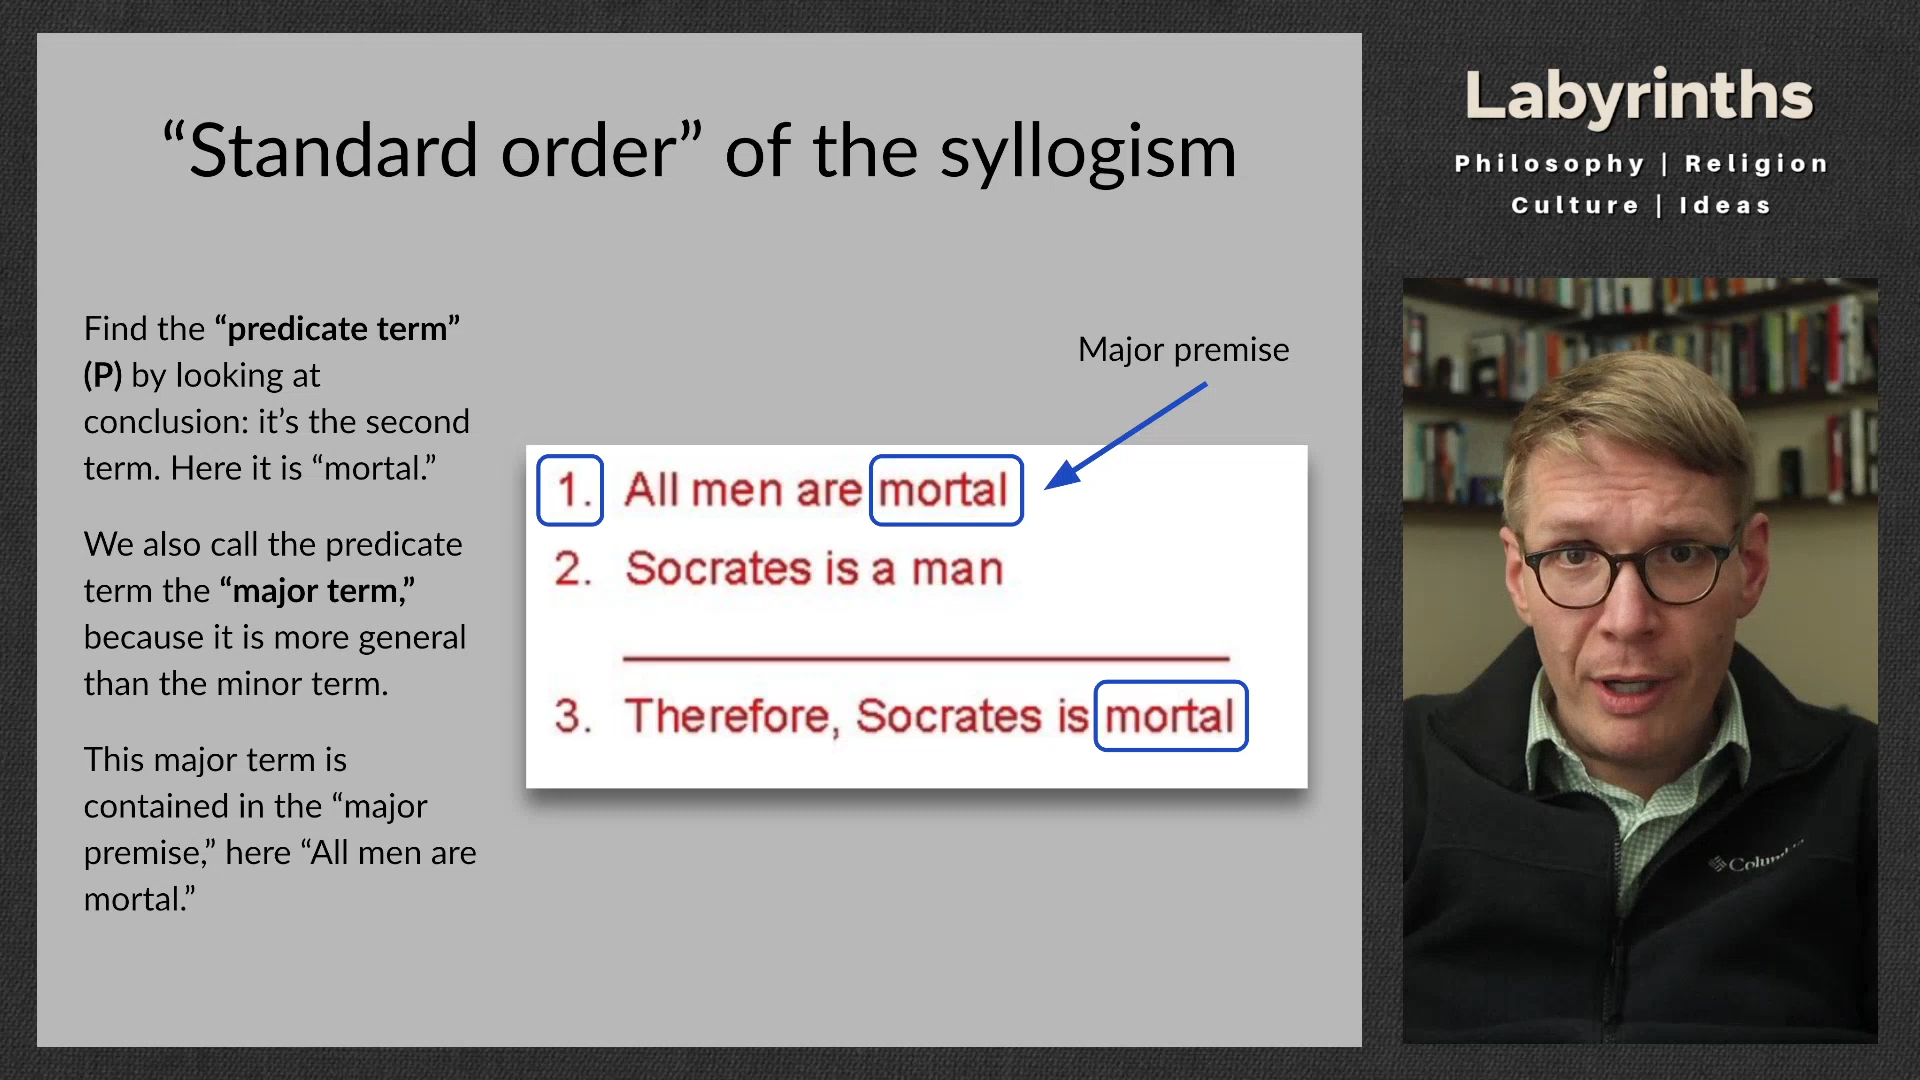 “Standard order” of the syllogism
Find the “predicate term”
(P) by looking at
conclusion: it’s the second
term. Here it is “mortal.”
We also call the predicate
term the “major term,”
because it is more general
than the minor term.
This major term is
contained in the “major
premise,” here “All men are
mortal.”
Major premise
1. All men are mortal
2. Socrates is a man
3. Therefore, Socrates is mortal
Labyrinths
Philosophy | Religion
Culture | Ideas